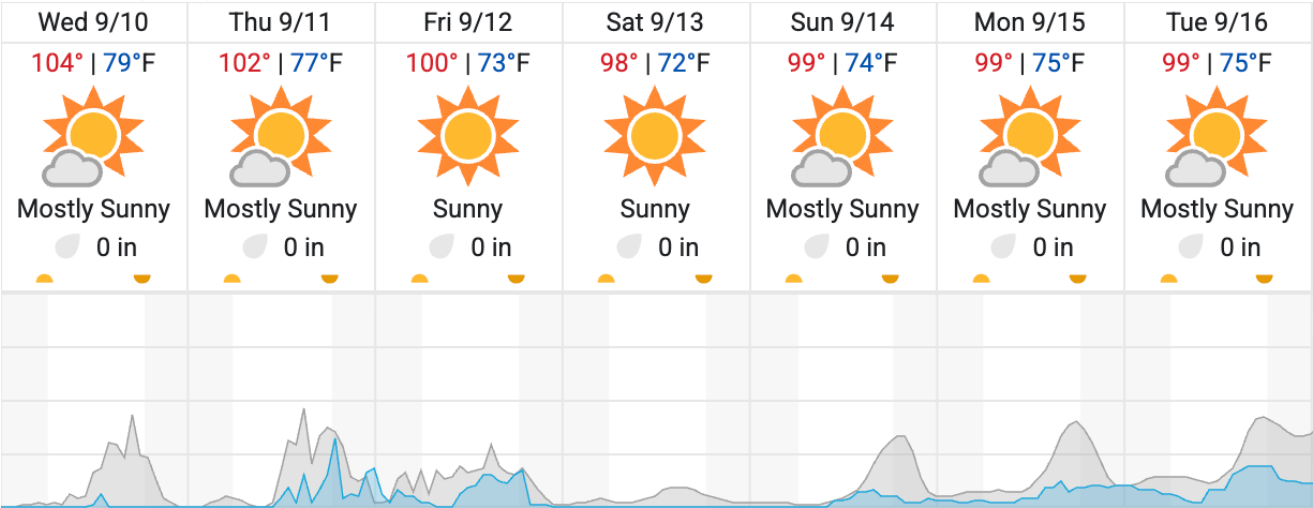 Wed 9/10 Thu 9/11 Fri 9/12 Sat 9/13 Sun 9/14 Mon 9/15 Tue 9/16
104° | 79°F 102° | 77°F 100° | 73°F 98° | 72°F 99° | 74°F 99° | 75°F 99° | 75°F
Mostly Sunny Mostly Sunny Sunny Sunny Mostly Sunny Mostly Sunny Mostly Sunny
0 in 0 in 0 in 0 in 0 in 0 in 0 in